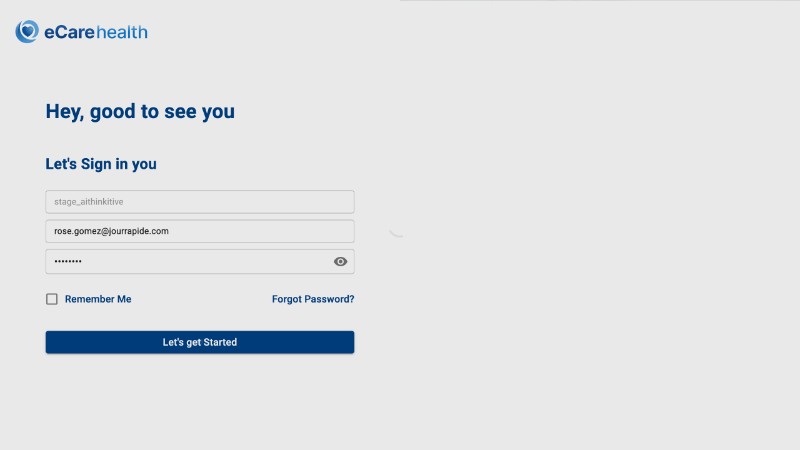 eCarehealth
Hey, good to see you
Let's Sign in you
stage_aithinkitive
rose.gomez@jourrapide.com
••••••••
Remember Me
Forgot Password?
Let's get Started